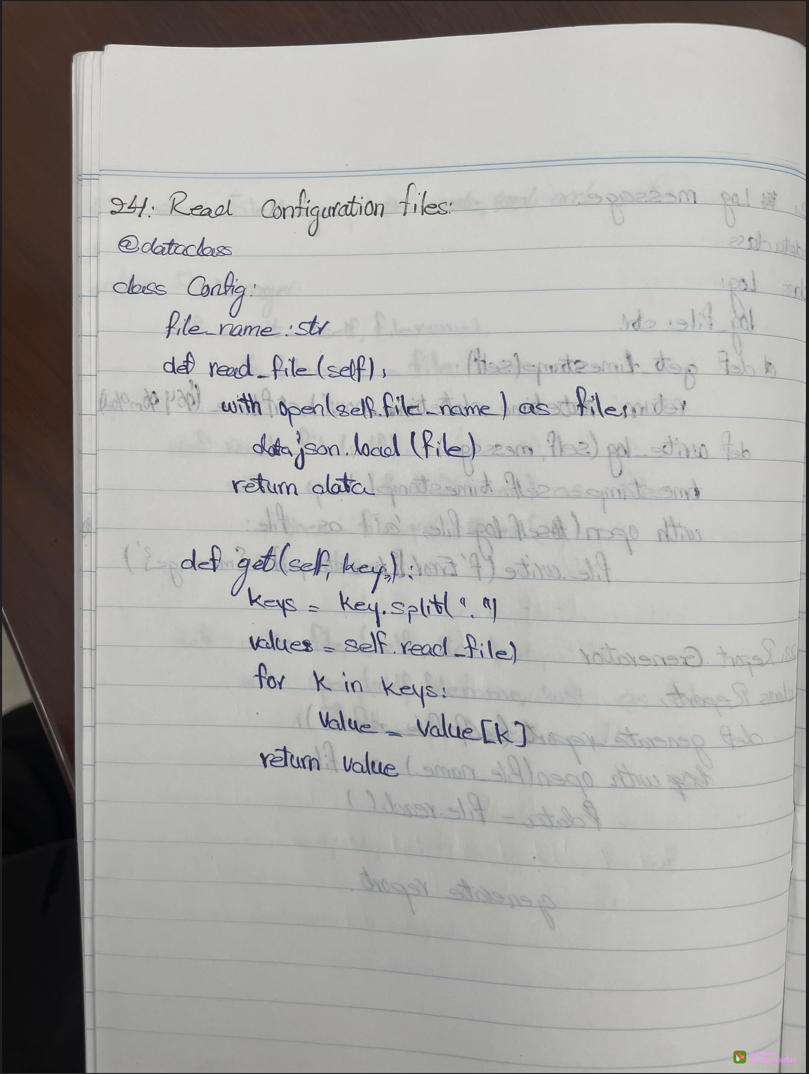 24: Read Configuration files:
@dataclass
class Config:
file_name: str
def read_file(self),
with open(self.file_name) as file,
data json.load(file)
return data
def get(self, key,):
keys = key.split(".")
values = self.read_file)
for k in keys:
value = value[k]
return value